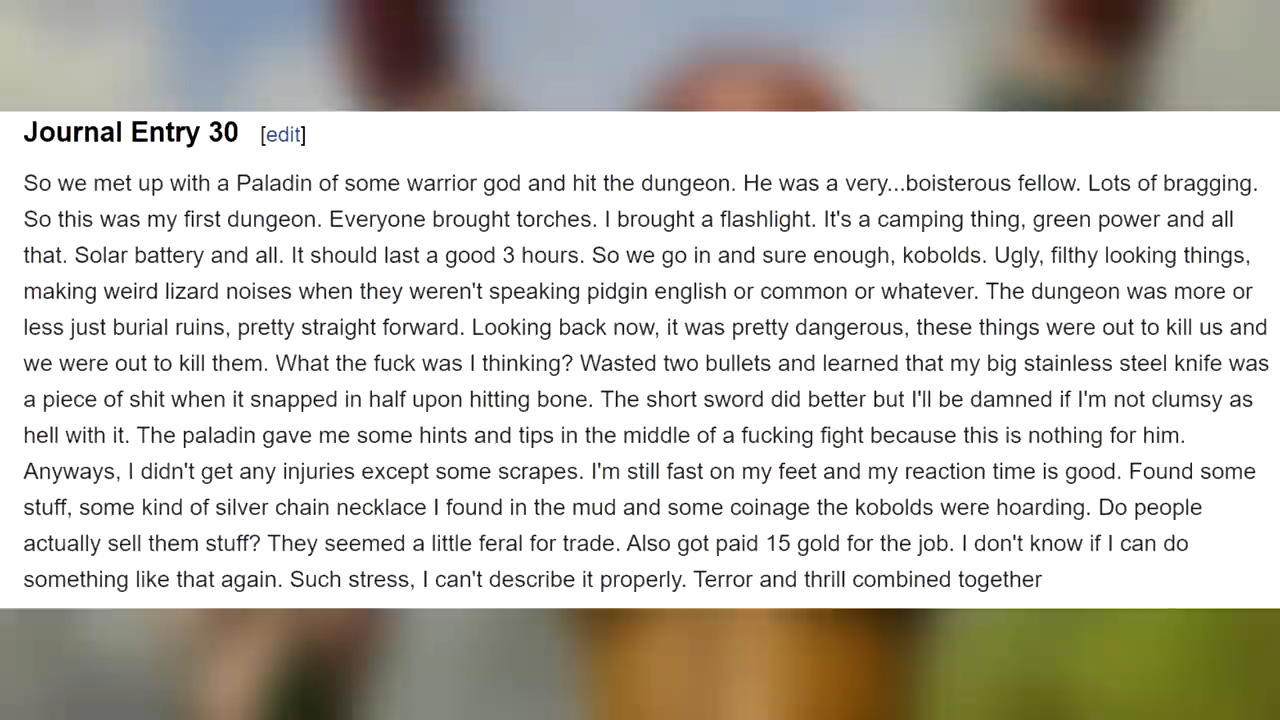 Journal Entry 30 [edit]
So we met up with a Paladin of some warrior god and hit the dungeon. He was a very...boisterous fellow. Lots of bragging.
So this was my first dungeon. Everyone brought torches. I brought a flashlight. It's a camping thing, green power and all
that. Solar battery and all. It should last a good 3 hours. So we go in and sure enough, kobolds. Ugly, filthy looking things,
making weird lizard noises when they weren't speaking pidgin english or common or whatever. The dungeon was more or
less just burial ruins, pretty straight forward. Looking back now, it was pretty dangerous, these things were out to kill us and
we were out to kill them. What the fuck was I thinking? Wasted two bullets and learned that my big stainless steel knife was
a piece of shit when it snapped in half upon hitting bone. The short sword did better but I'll be damned if I'm not clumsy as
hell with it. The paladin gave me some hints and tips in the middle of a fucking fight because this is nothing for him.
Anyways, I didn't get any injuries except some scrapes. I'm still fast on my feet and my reaction time is good. Found some
stuff, some kind of silver chain necklace I found in the mud and some coinage the kobolds were hoarding. Do people
actually sell them stuff? They seemed a little feral for trade. Also got paid 15 gold for the job. I don't know if I can do
something like that again. Such stress, I can't describe it properly. Terror and thrill combined together